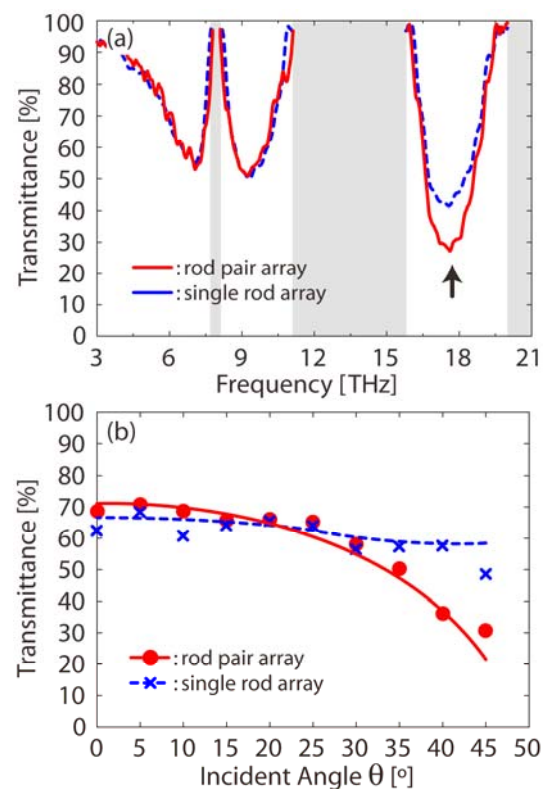 (a)
Transmittance [%]
100
90
80
70
60
50
40
30
20
10
0
: rod pair array
: single rod array
3 6 9 12 15 18 21
Frequency [THz]
(b)
Transmittance [%]
100
90
80
70
60
50
40
30
20
10
0
: rod pair array
: single rod array
0 5 10 15 20 25 30 35 40 45 50
Incident Angle θ [º]